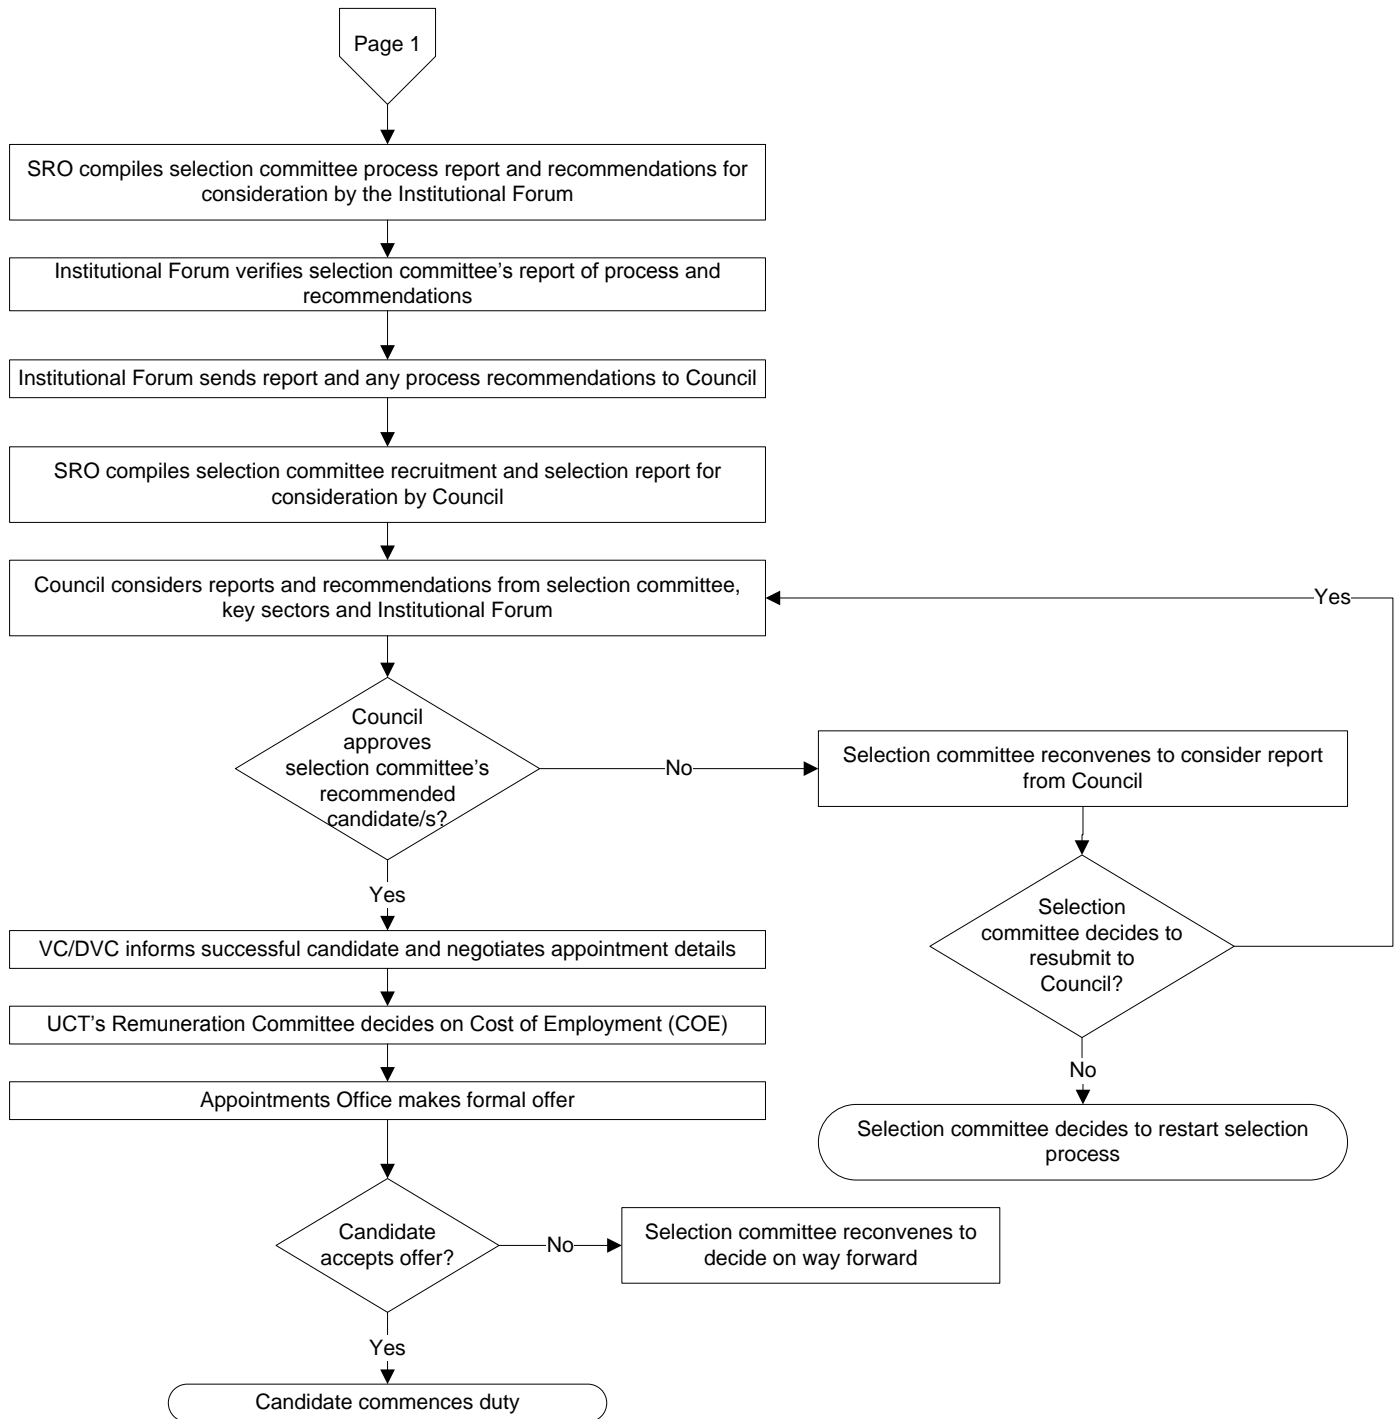 Page 1
SRO compiles selection committee process report and recommendations for
consideration by the Institutional Forum
Institutional Forum verifies selection committee’s report of process and
recommendations
Institutional Forum sends report and any process recommendations to Council
SRO compiles selection committee recruitment and selection report for
consideration by Council
Council considers reports and recommendations from selection committee,
key sectors and Institutional Forum
Yes
Council
approves
selection committee’s
recommended
candidate/s?
No
Selection committee reconvenes to consider report
from Council
Yes
Selection
committee decides to
resubmit to
Council?
VC/DVC informs successful candidate and negotiates appointment details
UCT’s Remuneration Committee decides on Cost of Employment (COE)
No
Appointments Office makes formal offer
Selection committee decides to restart selection
process
Candidate
accepts offer?
No
Selection committee reconvenes to
decide on way forward
Yes
Candidate commences duty